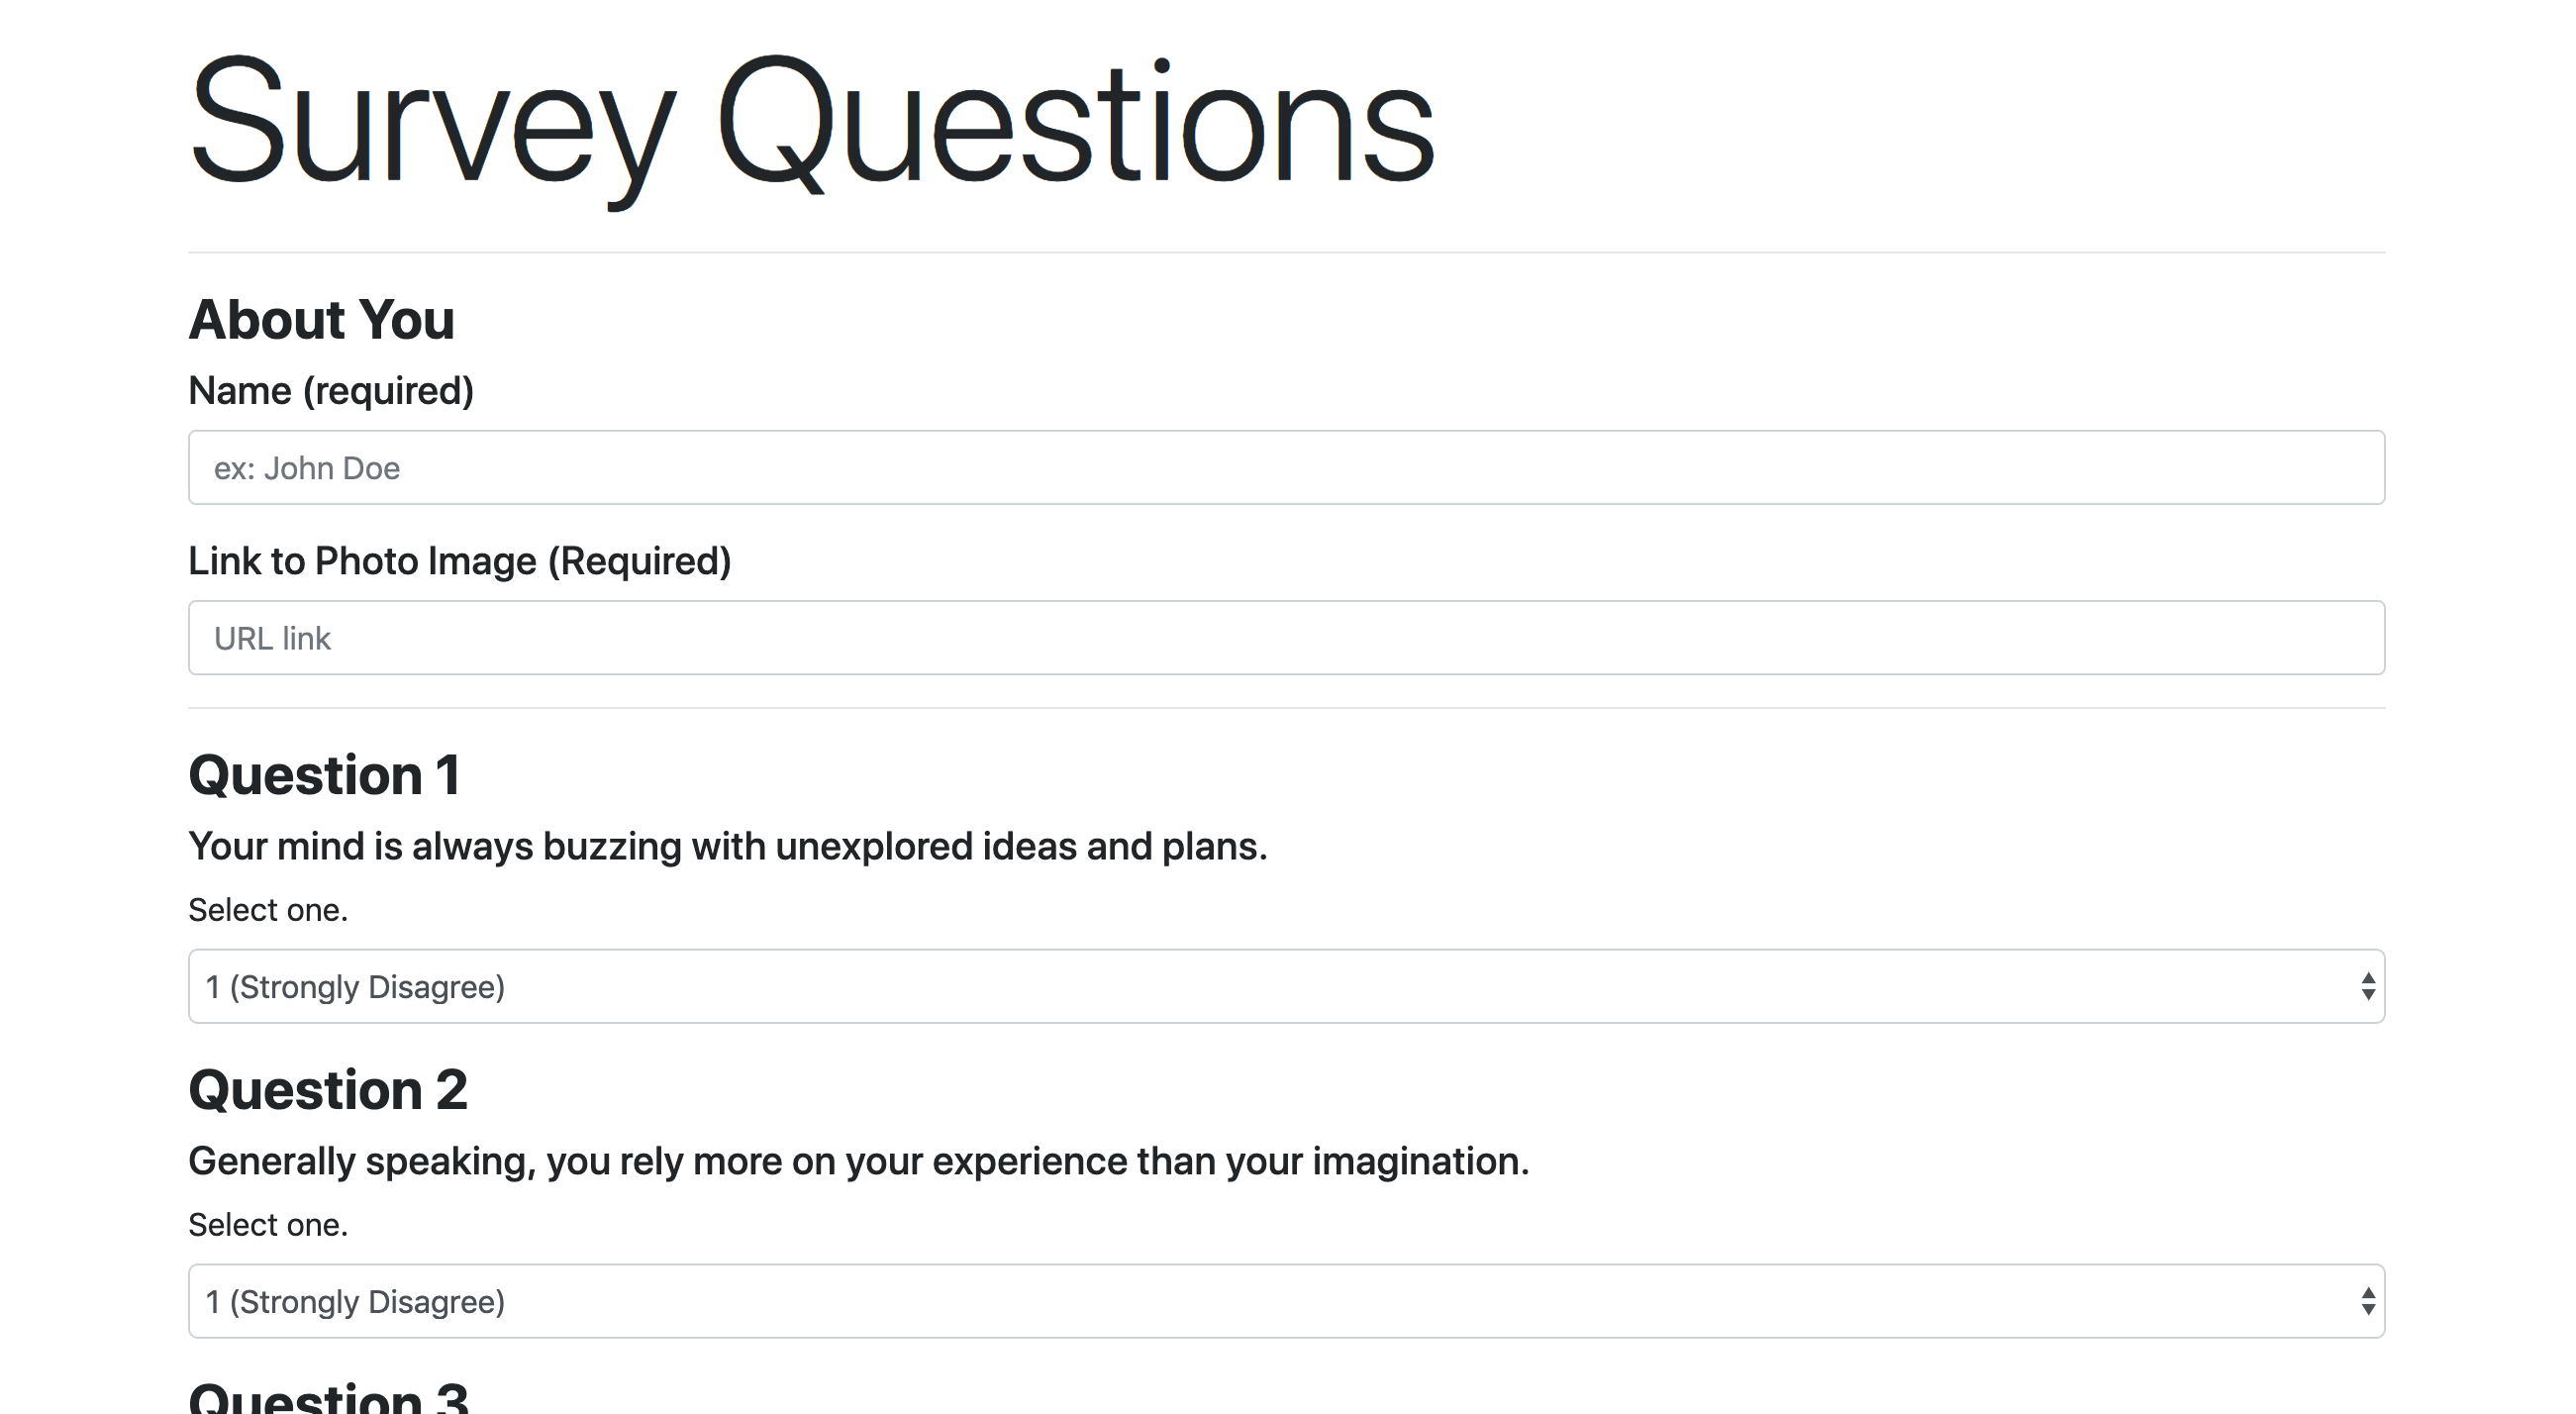 Survey Questions
About You
Name (required)
ex: John Doe
Link to Photo Image (Required)
URL link
Question 1
Your mind is always buzzing with unexplored ideas and plans.
Select one.
1 (Strongly Disagree)
Question 2
Generally speaking, you rely more on your experience than your imagination.
Select one.
1 (Strongly Disagree)
Question 3